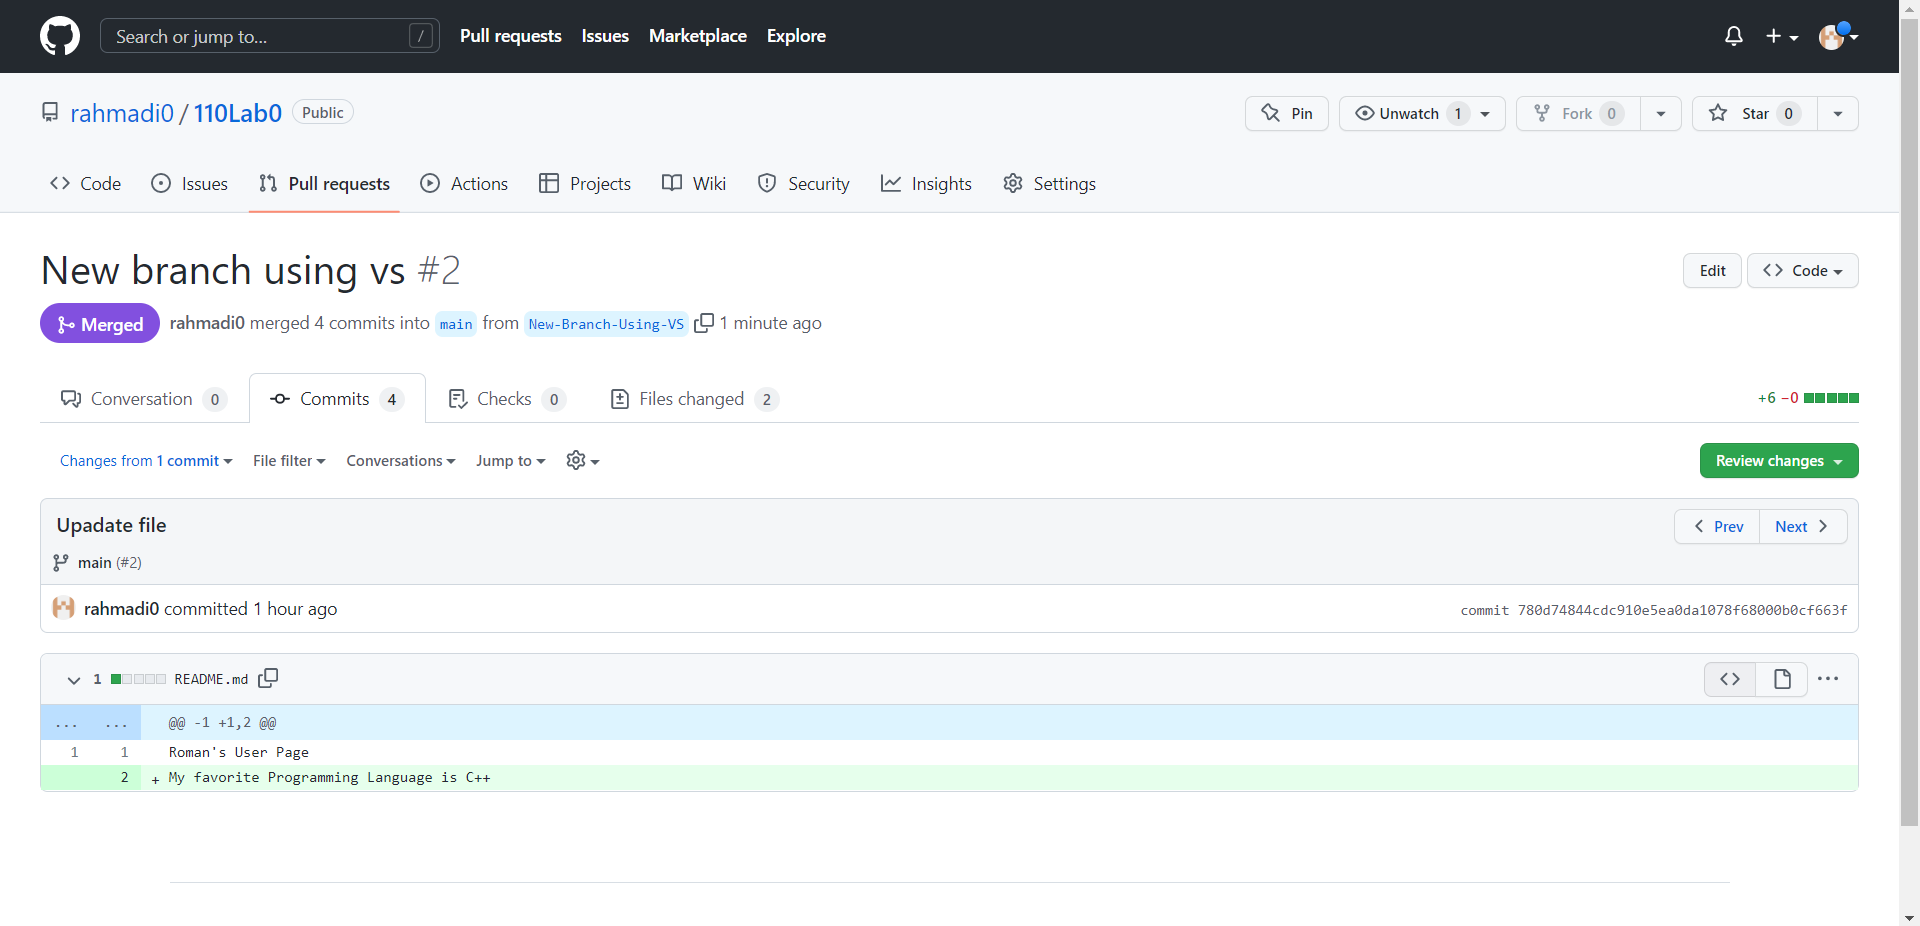 Search or jump to... /
Pull requests Issues Marketplace Explore
rahmadi0 / 110Lab0 Public
Pin Unwatch 1 Fork 0 Star 0
Code Issues Pull requests Actions Projects Wiki Security Insights Settings
New branch using vs #2
Edit Code
Merged rahmadi0 merged 4 commits into main from New-Branch-Using-VS 1 minute ago
Conversation 0 Commits 4 Checks 0 Files changed 2
+6 −0
Changes from 1 commit File filter Conversations Jump to
Review changes
Upadate file
Prev Next
main (#2)
rahmadi0 committed 1 hour ago
commit 780d74844cdc910e5ea0da1078f68000b0cf663f
1 README.md
... ... @@ -1 +1,2 @@
1 1 Roman's User Page
2 + My favorite Programming Language is C++